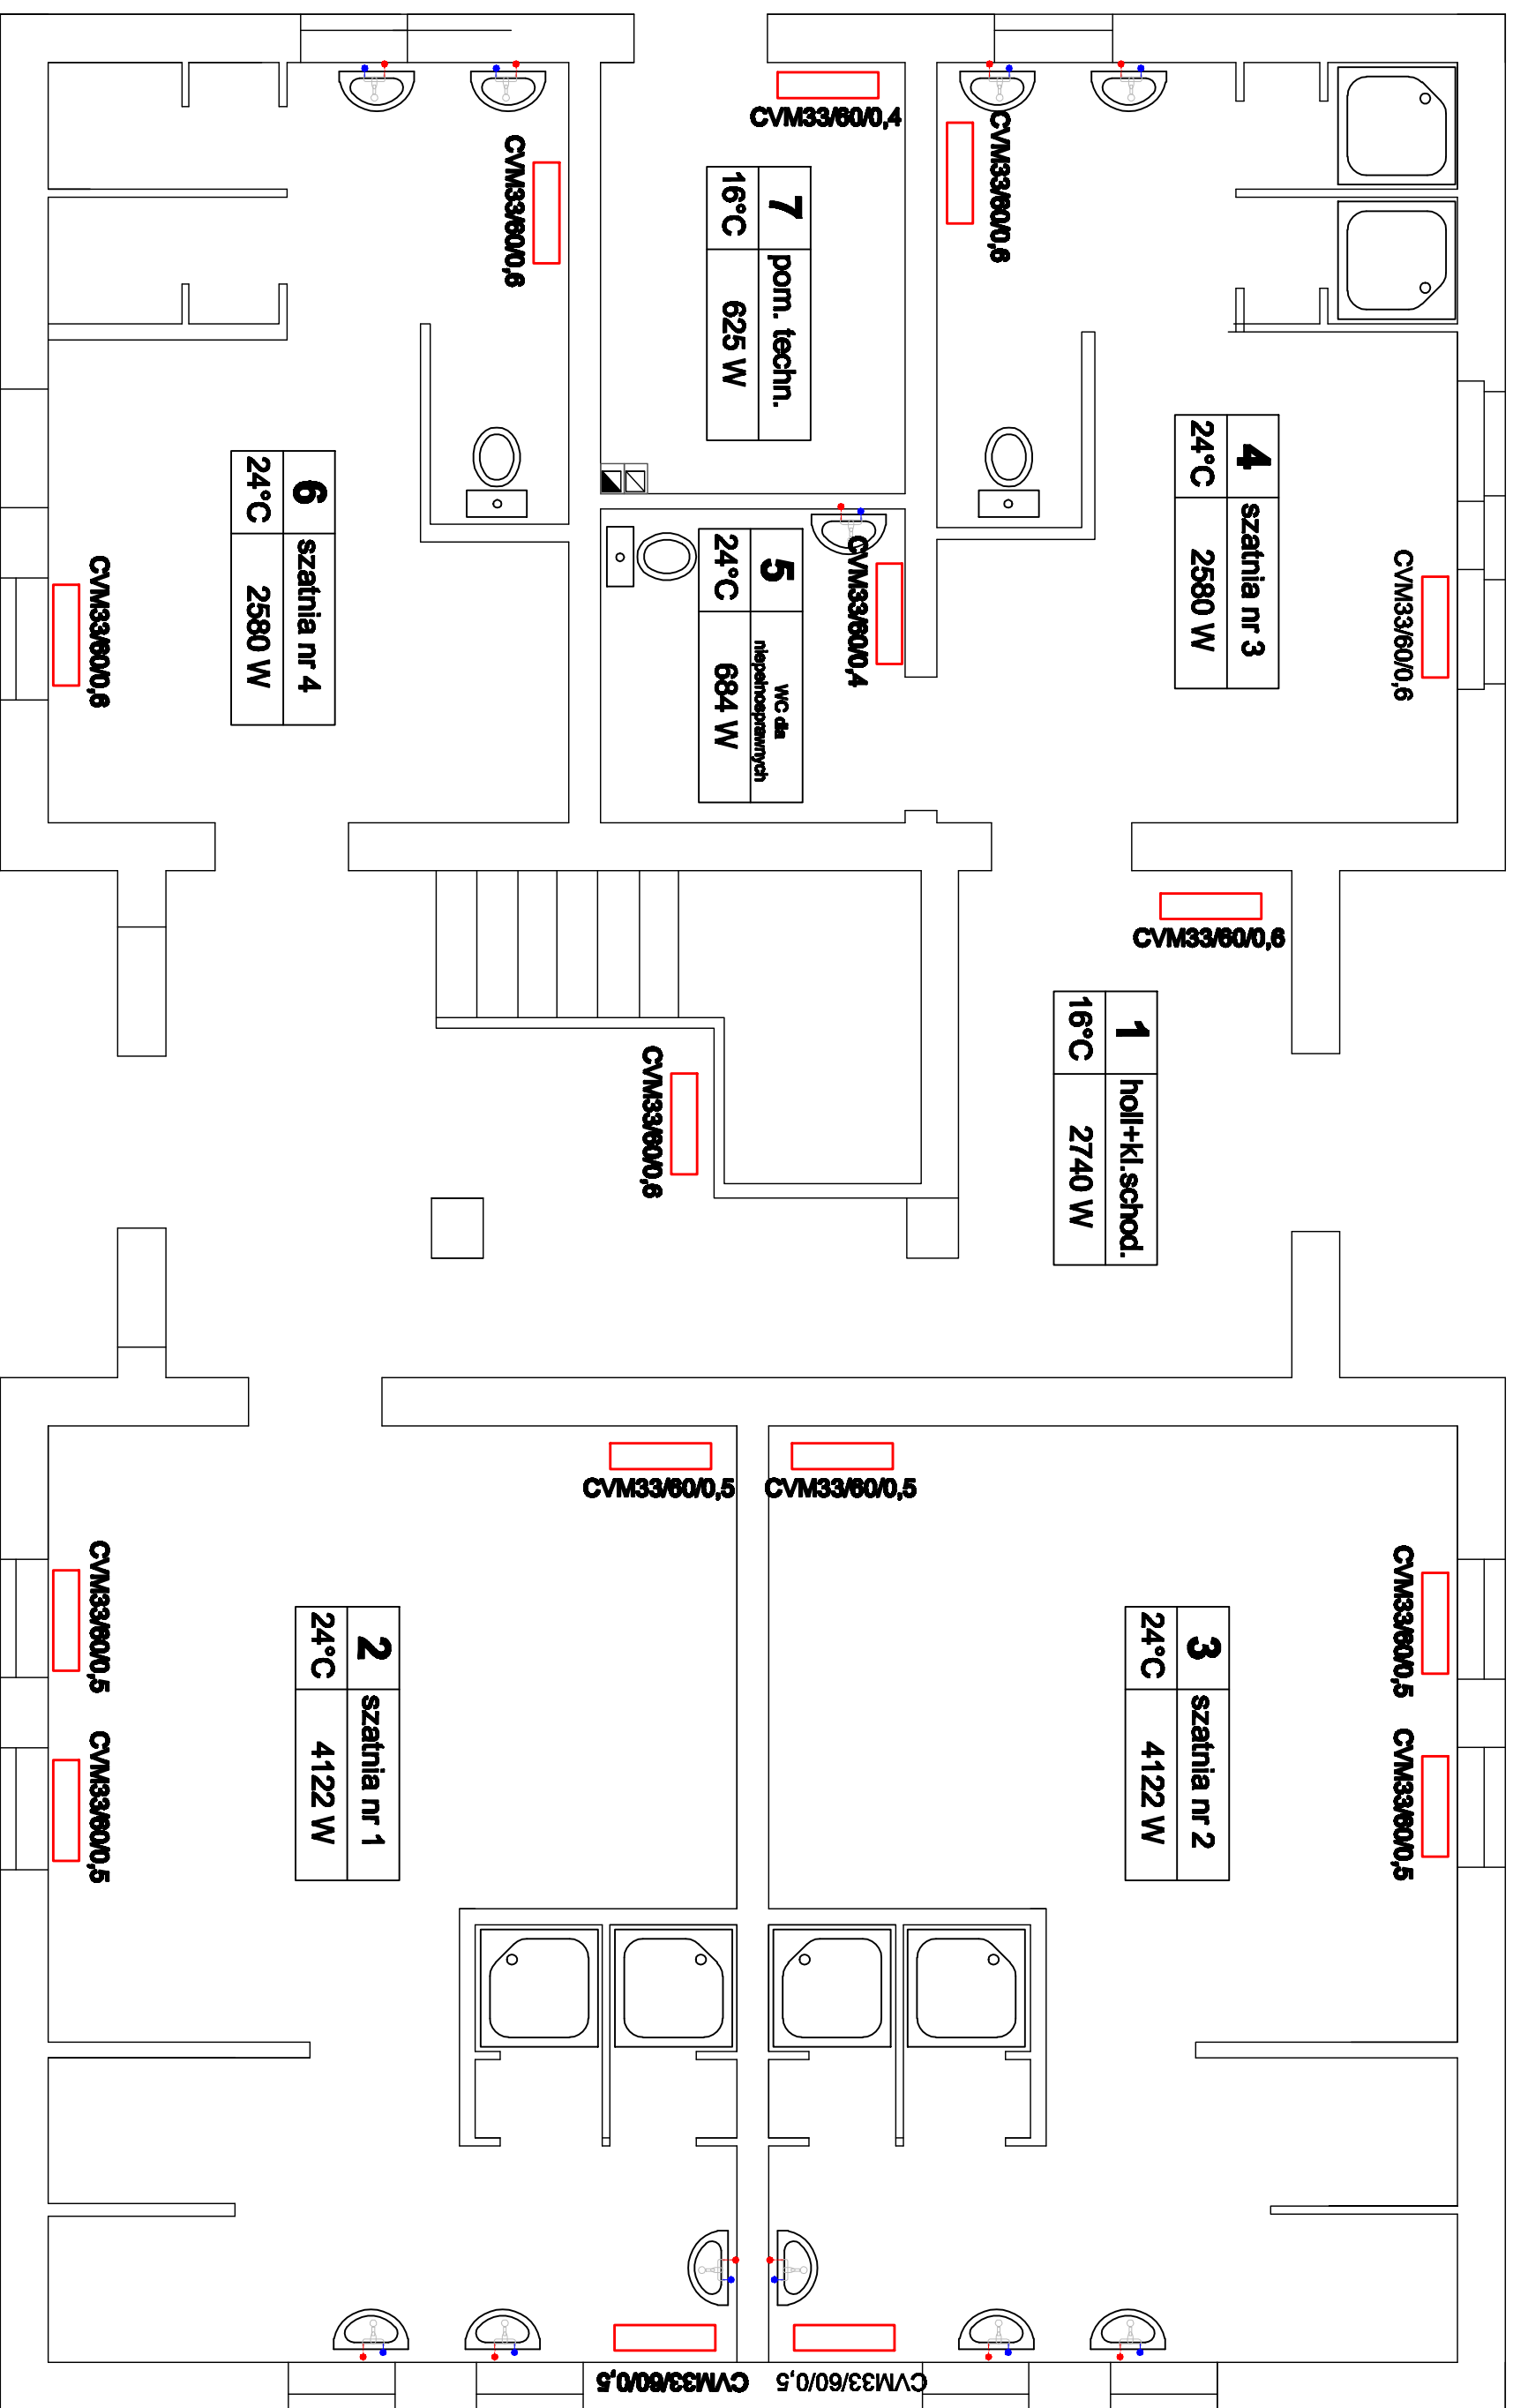 CVM33/60/0,4
CVM33/60/0,6
CVM33/60/0,6
7 pom. techn.
16°C 625 W
4 szatnia nr 3
24°C 2580 W
CVM33/60/0,6
6 szatnia nr 4
24°C 2580 W
CVM33/60/0,6
5 WC dla
niepełnosprawnych
24°C 684 W
CVM33/60/0,4
CVM33/60/0,6
1 holl+kl.schod.
16°C 2740 W
CVM33/60/0,6
CVM33/60/0,5
CVM33/60/0,5
CVM33/60/0,5
CVM33/60/0,5
2 szatnia nr 1
24°C 4122 W
3 szatnia nr 2
24°C 4122 W
CVM33/60/0,5
CVM33/60/0,5
CVM33/60/0,5
CVM33/60/0,5